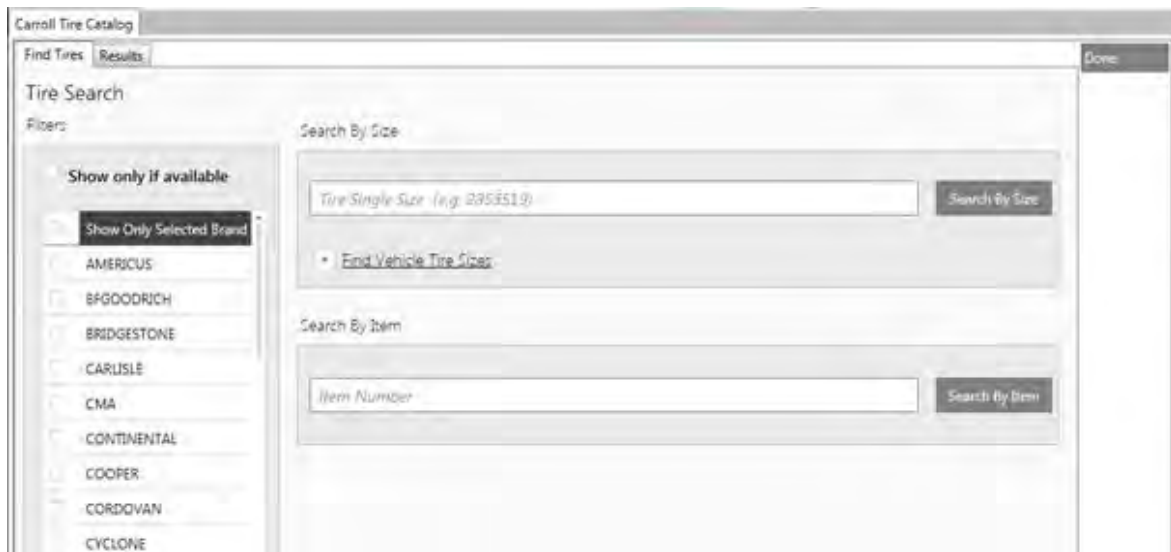 Carroll Tire Catalog
Find Tires Results
Done
Tire Search
Filters
Show only if available
Show Only Selected Brand
AMERICUS
BFGOODRICH
BRIDGESTONE
CARLISLE
CMA
CONTINENTAL
COOPER
CORDOVAN
CYCLONE
Search By Size
Tire Single Size (e.g. 2353519)
Search By Size
Find Vehicle Tire Sizes
Search By Item
Item Number
Search By Item